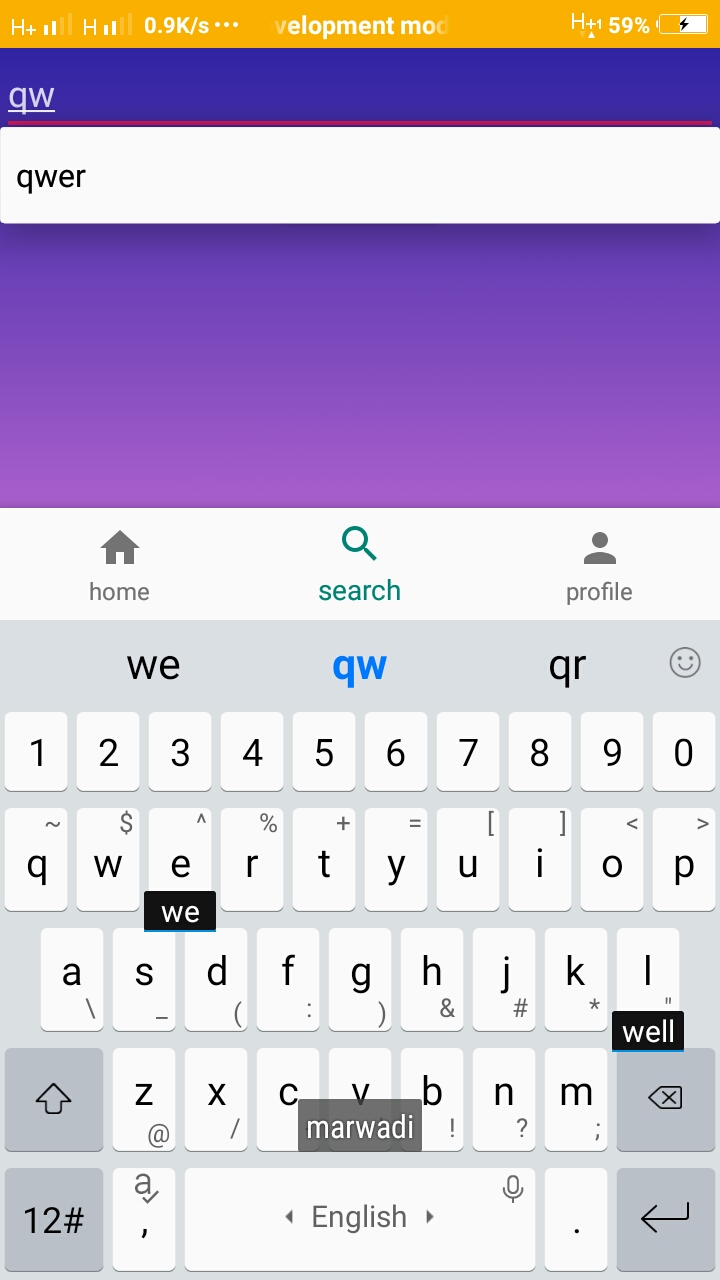 H+ H 0.9K/s ··· velopment mod H+1 59%
qw
qwer
home search profile
we qw qr
1 2 3 4 5 6 7 8 9 0
~ $ ^ % + = [ ] < >
q w e r t y u i o p
we
a s d f g h j k l
\ _ ( : ) & # * "
well
z x c v b n m
@ / ! ? ;
marwadi
12# a , English .